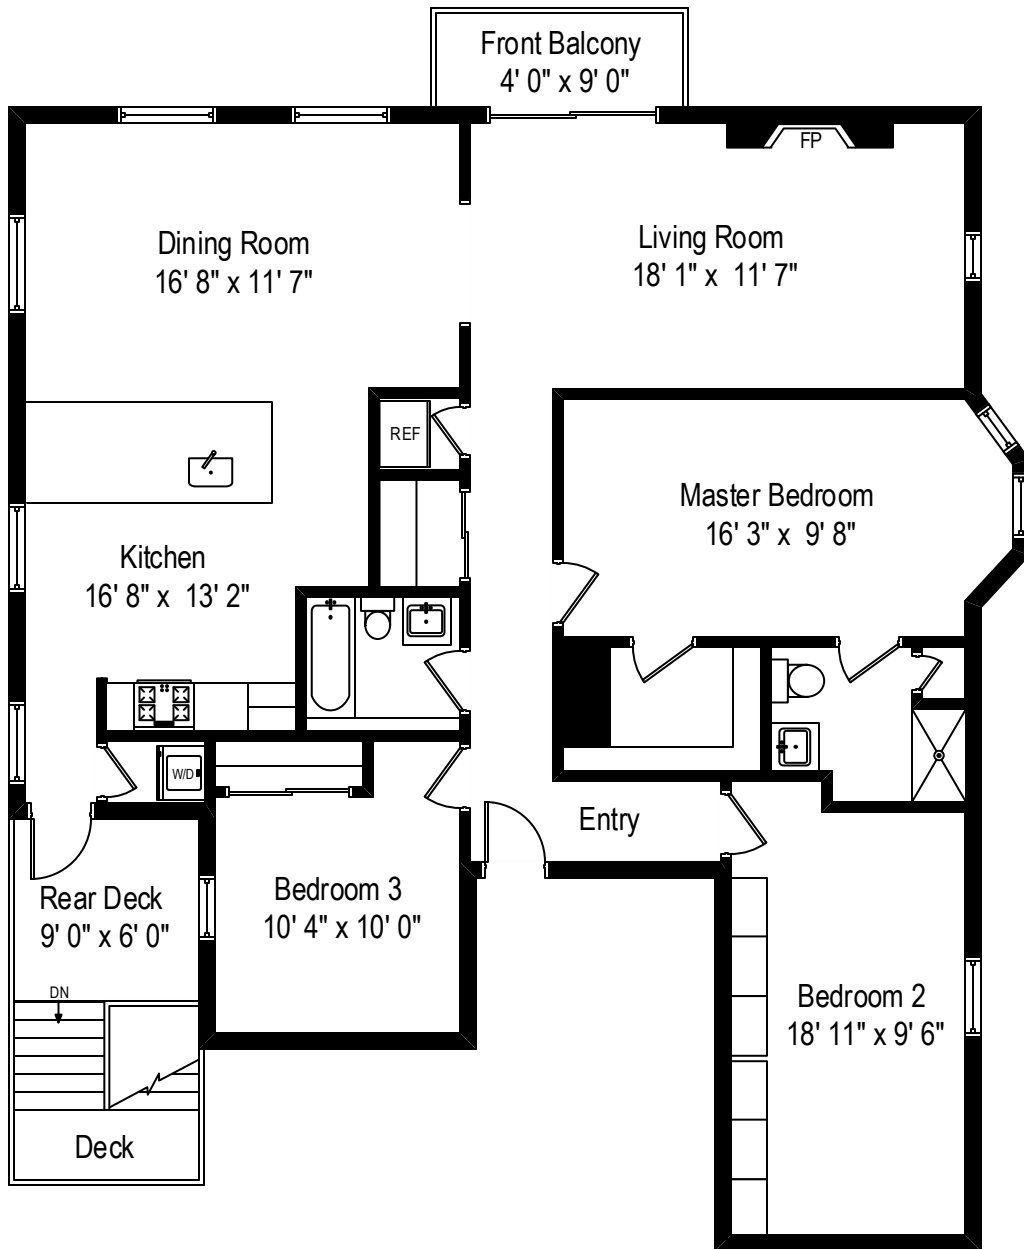 Front Balcony
4' 0" x 9' 0"
FP
Dining Room
16' 8" x 11' 7"
Living Room
18' 1" x 11' 7"
REF
Master Bedroom
16' 3" x 9' 8"
Kitchen
16' 8" x 13' 2"
W/D
Entry
Bedroom 3
10' 4" x 10' 0"
Rear Deck
9' 0" x 6' 0"
DN
Bedroom 2
18' 11" x 9' 6"
Deck